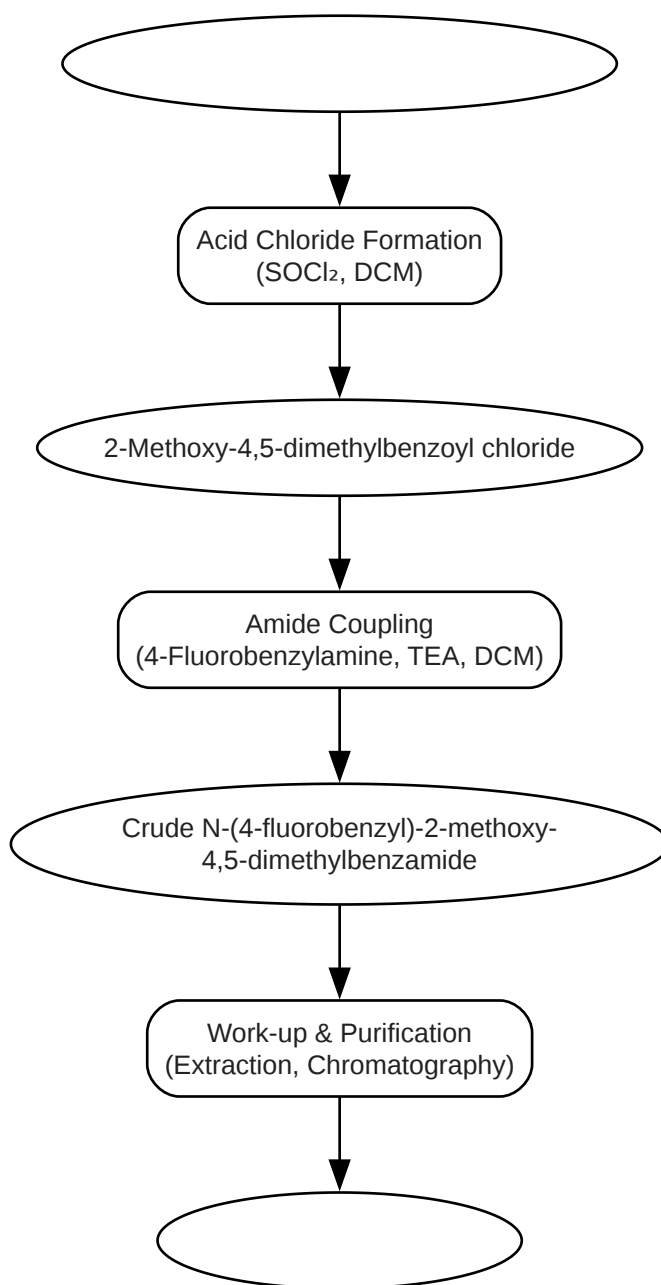 Acid Chloride Formation
(SOCl₂, DCM)
2-Methoxy-4,5-dimethylbenzoyl chloride
Amide Coupling
(4-Fluorobenzylamine, TEA, DCM)
Crude N-(4-fluorobenzyl)-2-methoxy-
4,5-dimethylbenzamide
Work-up & Purification
(Extraction, Chromatography)